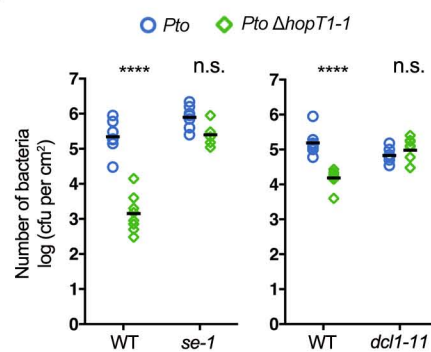 Pto Pto ΔhopT1-1
Number of bacteria
log (cfu per cm²)
**** n.s.
7
6
5
4
3
2
1
0
WT se-1
**** n.s.
7
6
5
4
3
2
1
0
WT dcl1-11